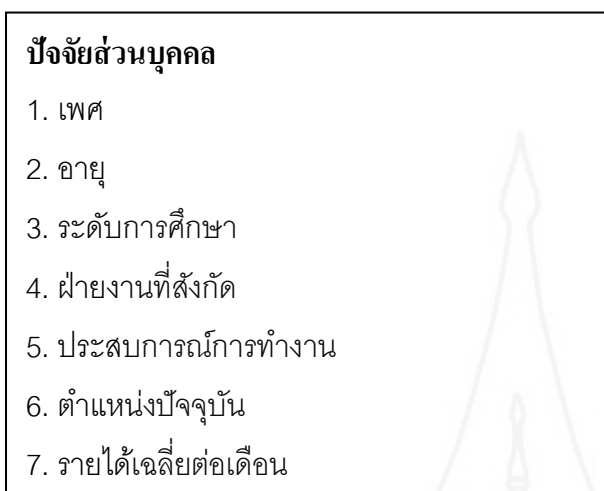 ปัจจัยส่วนบุคคล
1. เพศ
2. อายุ
3. ระดับการศึกษา
4. ฝ่ายงานที่สังกัด
5. ประสบการณ์การทำงาน
6. ตำแหน่งปัจจุบัน
7. รายได้เฉลี่ยต่อเดือน